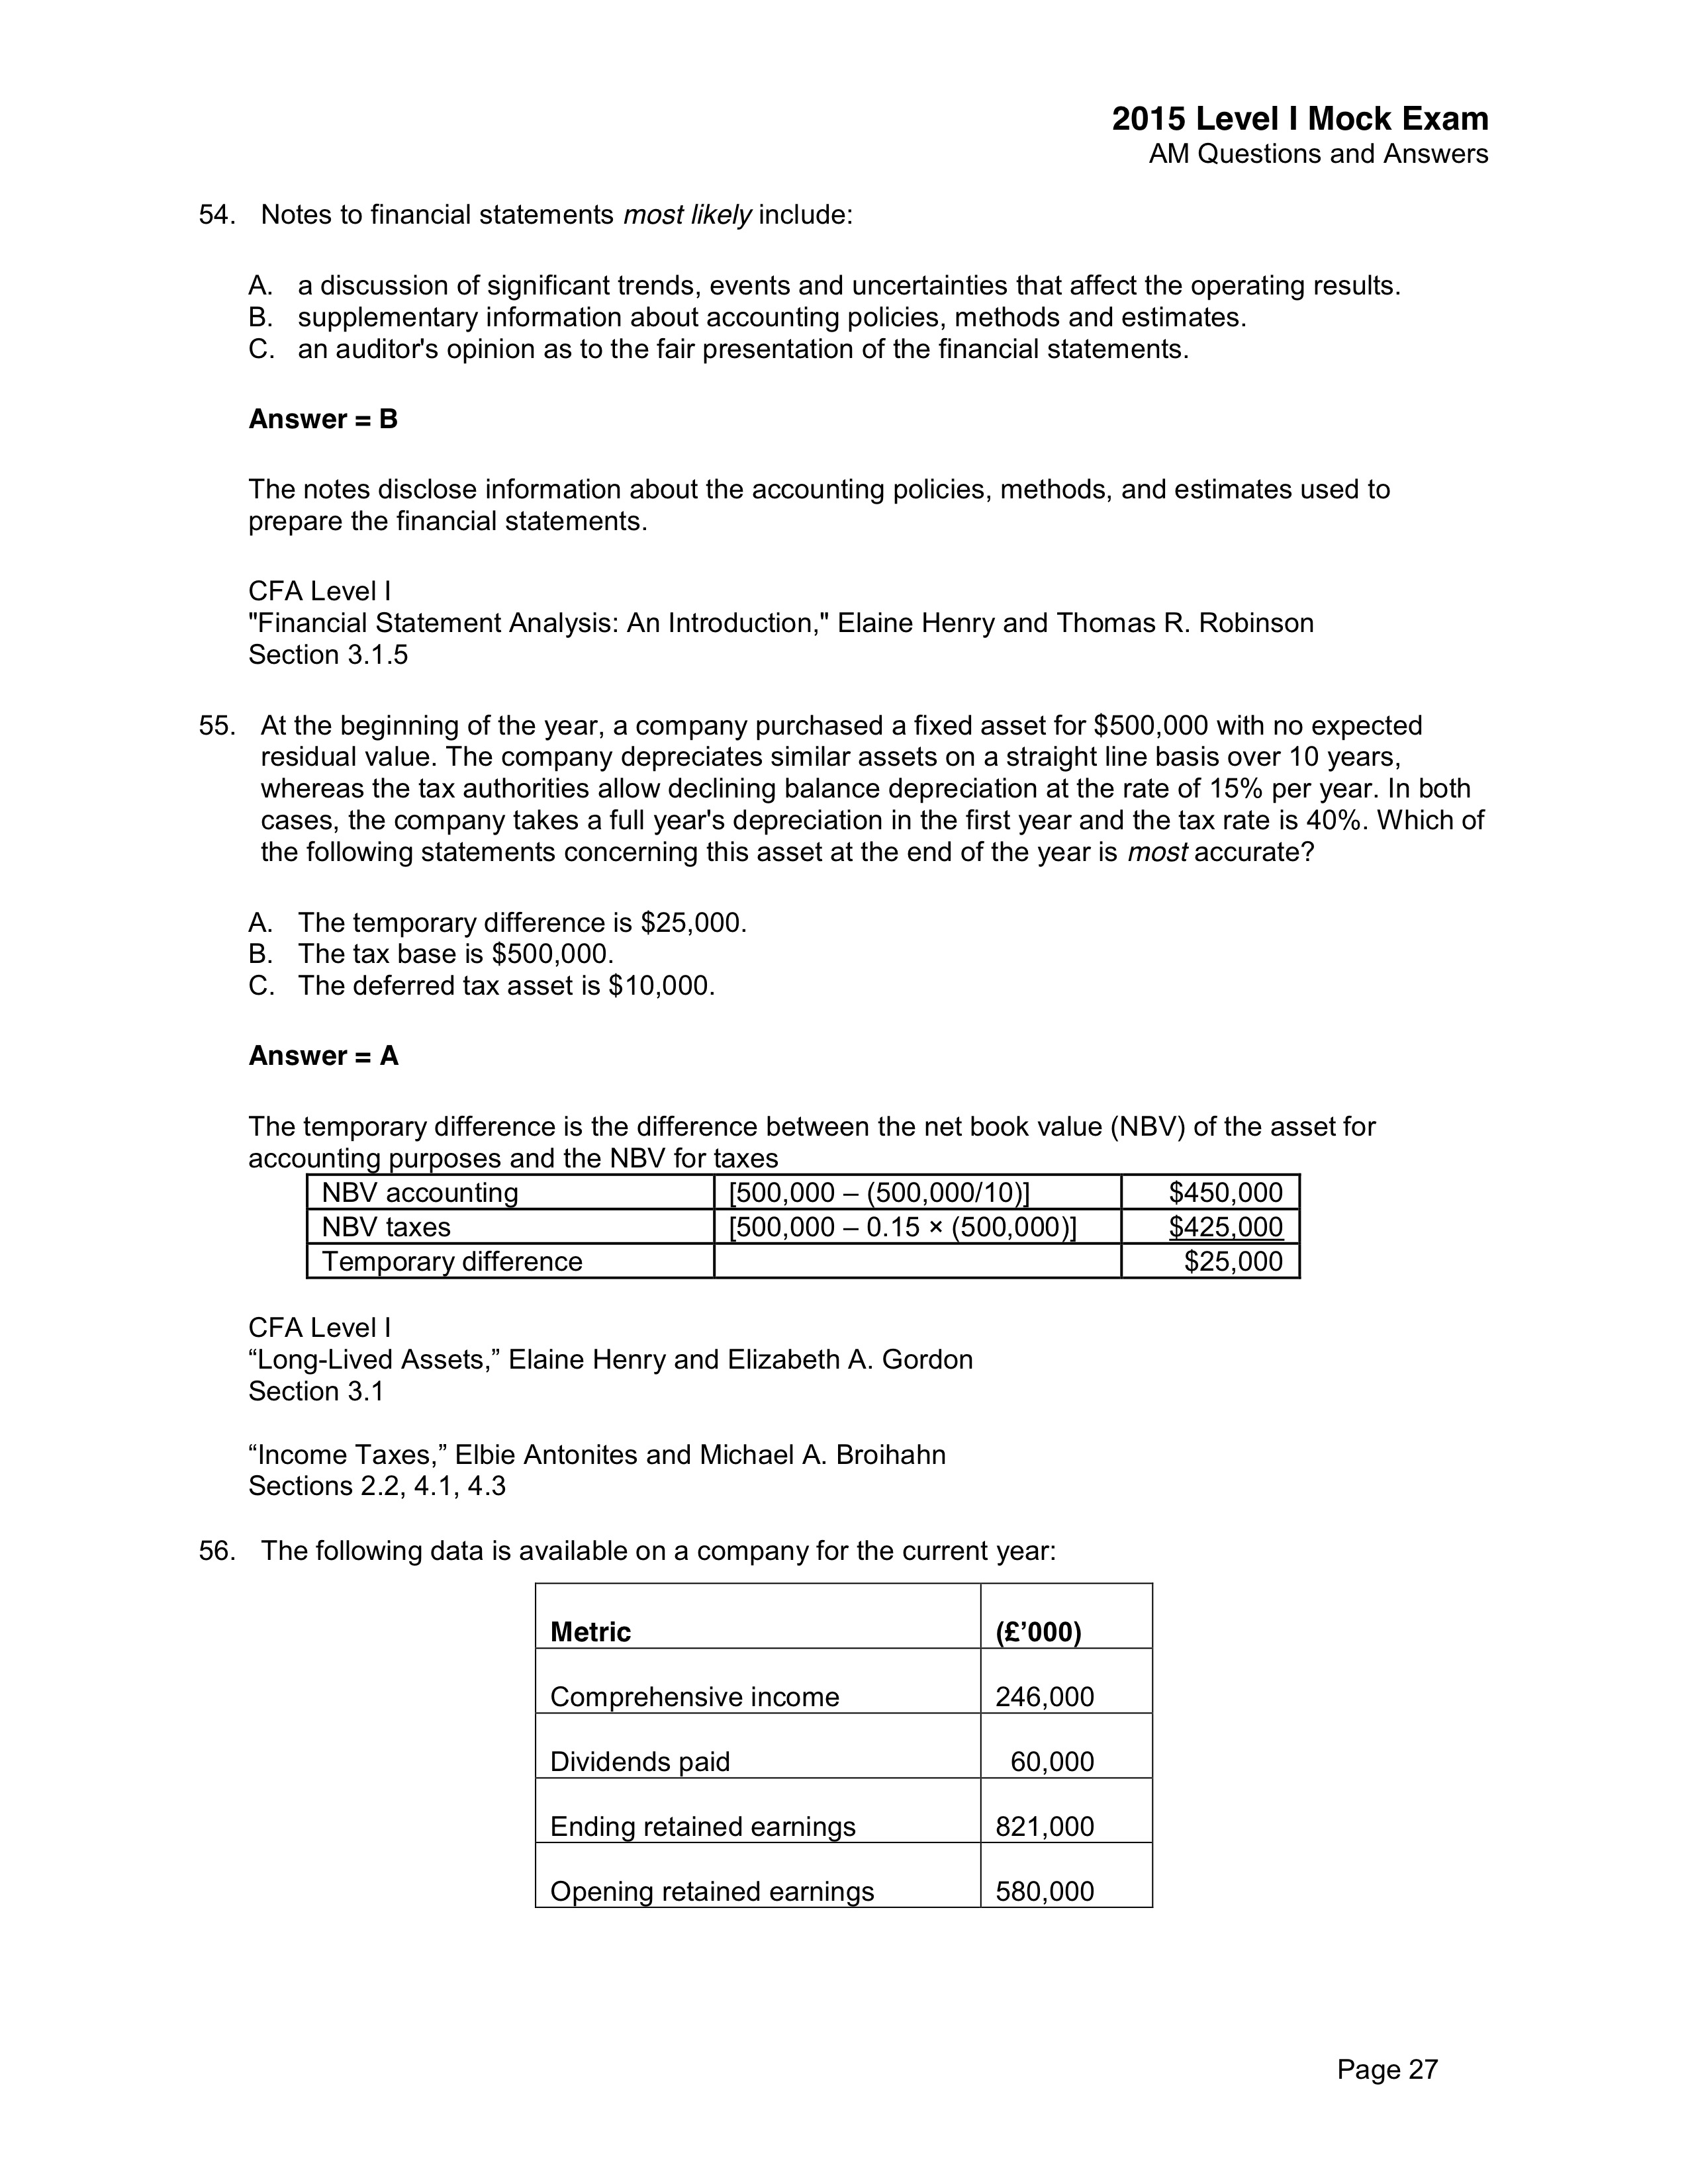 2015 Level I Mock Exam
AM Questions and Answers
54. Notes to financial statements most likely include:
A. a discussion of significant trends, events and uncertainties that affect the operating results.
B. supplementary information about accounting policies, methods and estimates.
C. an auditor's opinion as to the fair presentation of the financial statements.
Answer = B
The notes disclose information about the accounting policies, methods, and estimates used to
prepare the financial statements.
CFA Level I
"Financial Statement Analysis: An Introduction," Elaine Henry and Thomas R. Robinson
Section 3.1.5
55. At the beginning of the year, a company purchased a fixed asset for $500,000 with no expected
residual value. The company depreciates similar assets on a straight line basis over 10 years,
whereas the tax authorities allow declining balance depreciation at the rate of 15% per year. In both
cases, the company takes a full year's depreciation in the first year and the tax rate is 40%. Which of
the following statements concerning this asset at the end of the year is most accurate?
A. The temporary difference is $25,000.
B. The tax base is $500,000.
C. The deferred tax asset is $10,000.
Answer = A
The temporary difference is the difference between the net book value (NBV) of the asset for
accounting purposes and the NBV for taxes
NBV accounting [500,000 – (500,000/10)] $450,000
NBV taxes [500,000 – 0.15 × (500,000)] $425,000
Temporary difference $25,000
CFA Level I
“Long-Lived Assets,” Elaine Henry and Elizabeth A. Gordon
Section 3.1
“Income Taxes,” Elbie Antonites and Michael A. Broihahn
Sections 2.2, 4.1, 4.3
56. The following data is available on a company for the current year:
Metric (£’000)
Comprehensive income 246,000
Dividends paid 60,000
Ending retained earnings 821,000
Opening retained earnings 580,000
Page 27